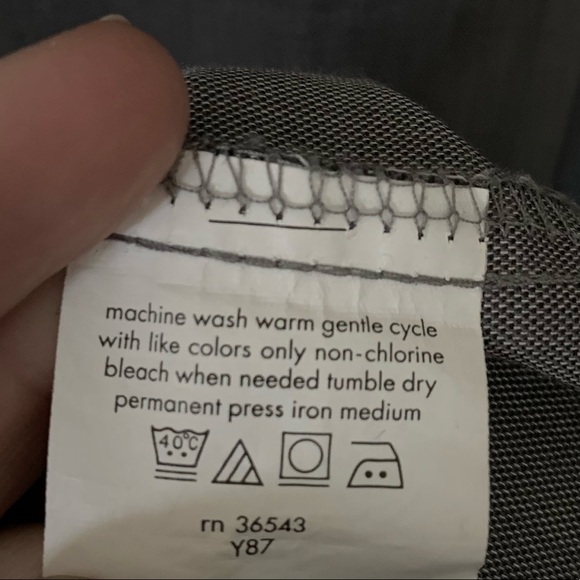 machine wash warm gentle cycle
with like colors only non-chlorine
bleach when needed tumble dry
permanent press iron medium
40°C
rn 36543
Y87